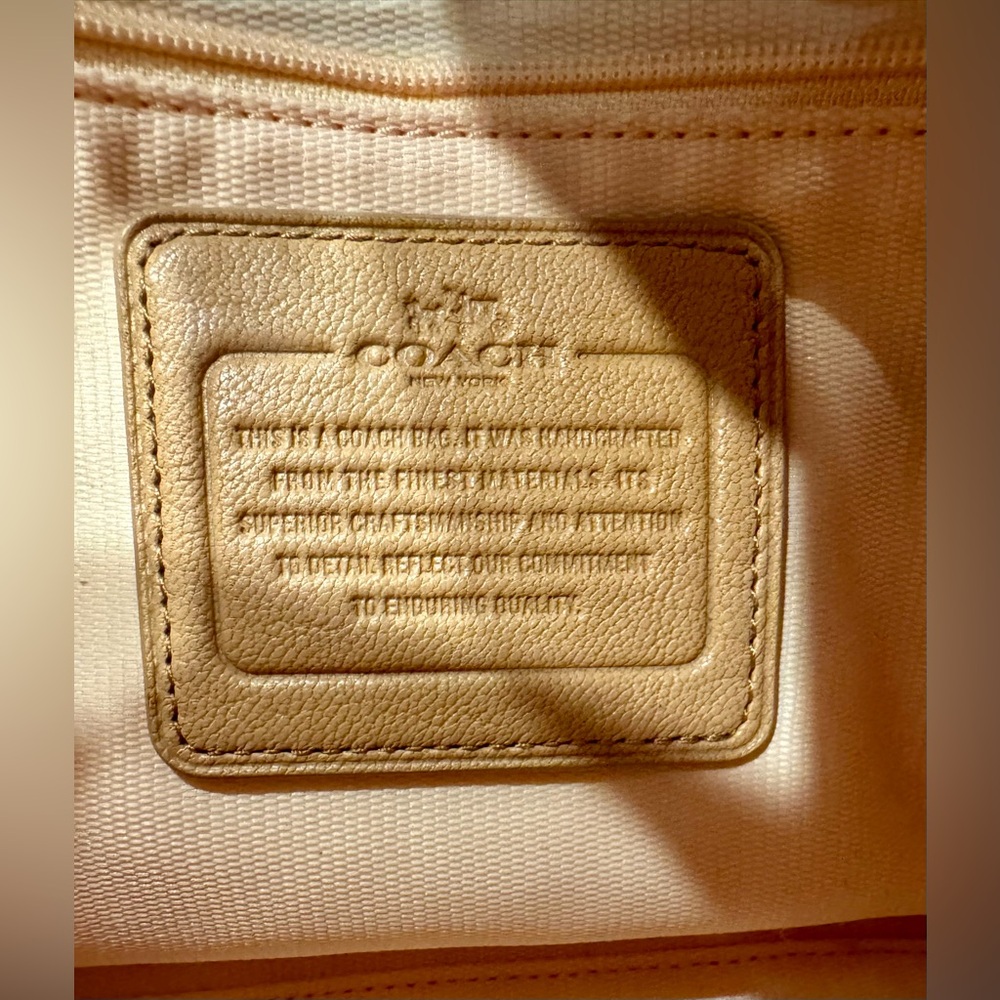 COACH
NEW YORK
THIS IS A COACH BAG. IT WAS HANDCRAFTED
FROM THE FINEST MATERIALS. ITS
SUPERIOR CRAFTSMANSHIP AND ATTENTION
TO DETAIL REFLECT OUR COMMITMENT
TO ENDURING QUALITY.